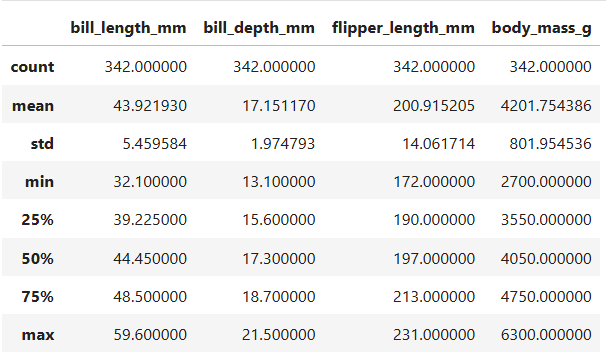 bill_length_mm bill_depth_mm flipper_length_mm body_mass_g
count 342.000000 342.000000 342.000000 342.000000
mean 43.921930 17.151170 200.915205 4201.754386
std 5.459584 1.974793 14.061714 801.954536
min 32.100000 13.100000 172.000000 2700.000000
25% 39.225000 15.600000 190.000000 3550.000000
50% 44.450000 17.300000 197.000000 4050.000000
75% 48.500000 18.700000 213.000000 4750.000000
max 59.600000 21.500000 231.000000 6300.000000